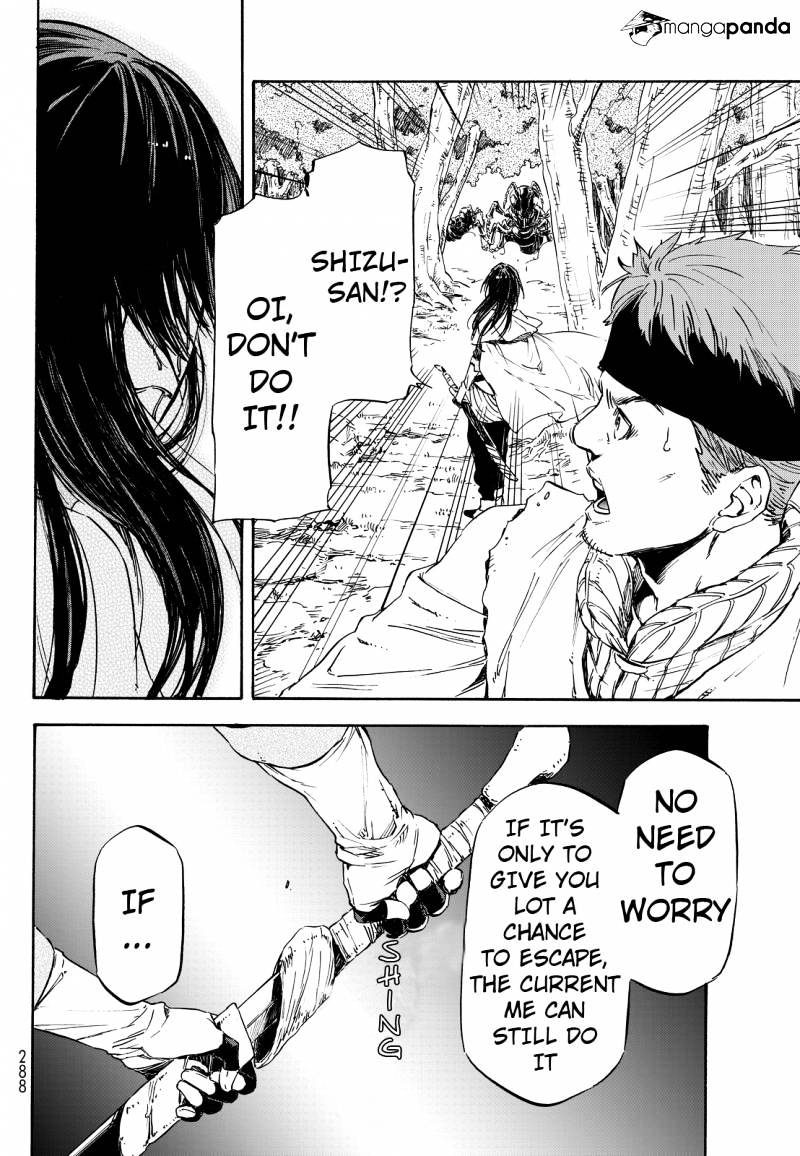 mangapanda
SHIZU-
SAN!?
OI,
DON'T
DO
IT!!
NO
NEED
TO
WORRY
IF IT'S
ONLY TO
GIVE YOU
LOT A
CHANCE
TO ESCAPE,
THE CURRENT
ME CAN
STILL DO
IT
SHING
IF
...
288